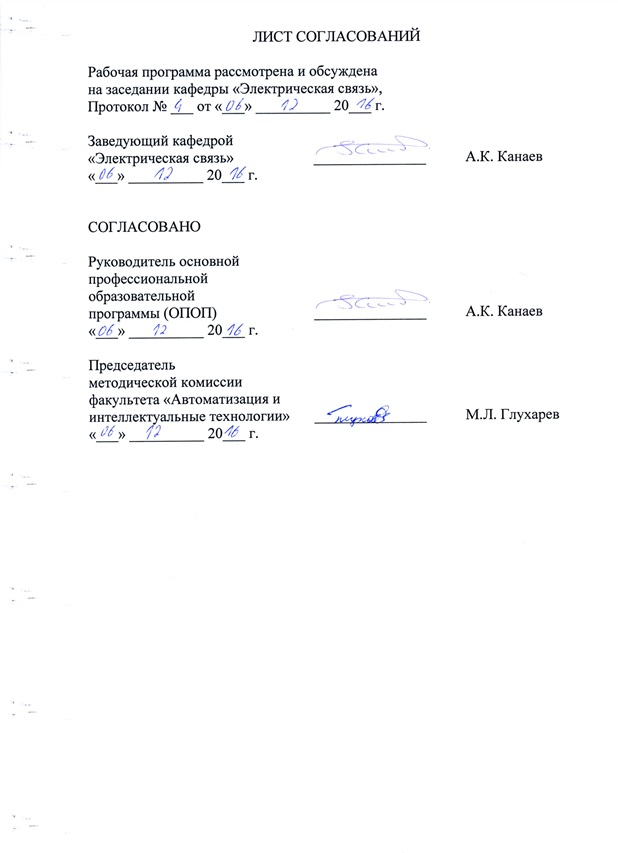 ЛИСТ СОГЛАСОВАНИЙ
Рабочая программа рассмотрена и обсуждена
на заседании кафедры «Электрическая связь»,
Протокол № 4 от «06» 12 2016 г.
Заведующий кафедрой
«Электрическая связь» А.К. Канаев
«06» 12 2016 г.
СОГЛАСОВАНО
Руководитель основной
профессиональной
образовательной
программы (ОПОП) А.К. Канаев
«06» 12 2016 г.
Председатель
методической комиссии
факультета «Автоматизация и
интеллектуальные технологии» М.Л. Глухарев
«06» 12 2016 г.